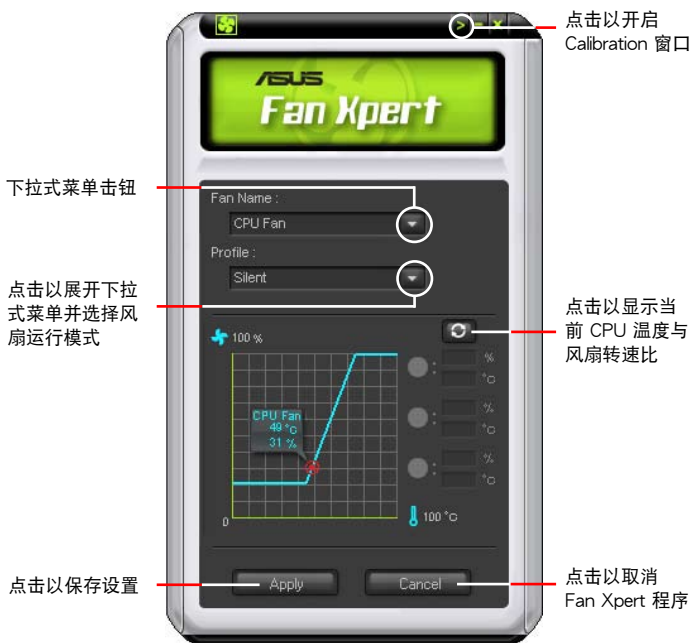 点击以开启
Calibration 窗口
ASUS
Fan Xpert
下拉式菜单击钮
Fan Name :
CPU Fan
Profile :
Silent
点击以展开下拉
式菜单并选择风
扇运行模式
点击以显示当
前 CPU 温度与
风扇转速比
100 %
%
°C
CPU Fan
49 °C
31 %
%
°C
%
°C
0
100 °C
点击以保存设置
Apply
Cancel
点击以取消
Fan Xpert 程序